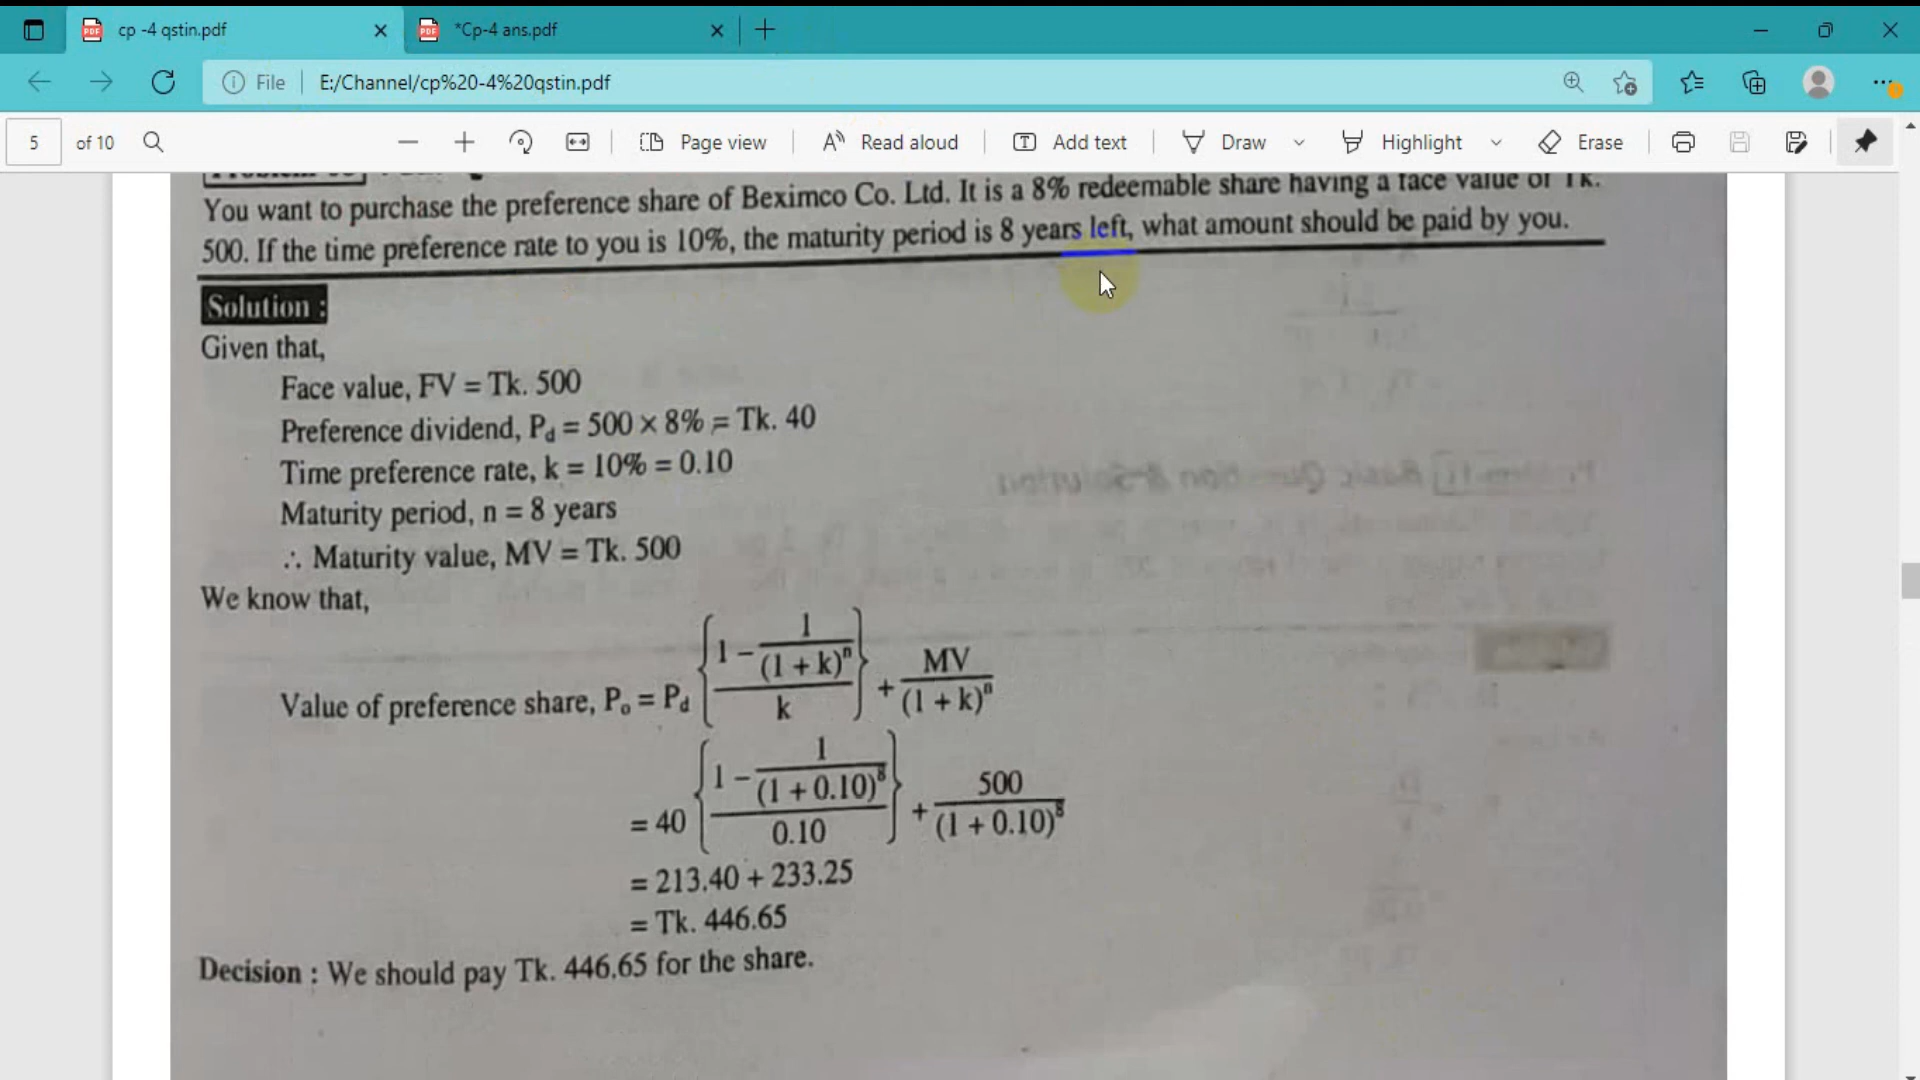 cp -4 qstin.pdf
*Cp-4 ans.pdf
File
E:/Channel/cp%20-4%20qstin.pdf
5 of 10
Page view
Read aloud
Add text
Draw
Highlight
Erase
You want to purchase the preference share of Beximco Co. Ltd. It is a 8% redeemable share having a face value of Tk.
500. If the time preference rate to you is 10%, the maturity period is 8 years left, what amount should be paid by you.
Solution :
Given that,
Face value, FV = Tk. 500
Preference dividend, Pd = 500 × 8% = Tk. 40
Time preference rate, k = 10% = 0.10
Maturity period, n = 8 years
∴ Maturity value, MV = Tk. 500
We know that,
Value of preference share, Po = Pd { (1 − 1/(1 + k)^n) / k } + MV/(1 + k)^n
= 40 { (1 − 1/(1 + 0.10)^8) / 0.10 } + 500/(1 + 0.10)^8
= 213.40 + 233.25
= Tk. 446.65
Decision : We should pay Tk. 446.65 for the share.